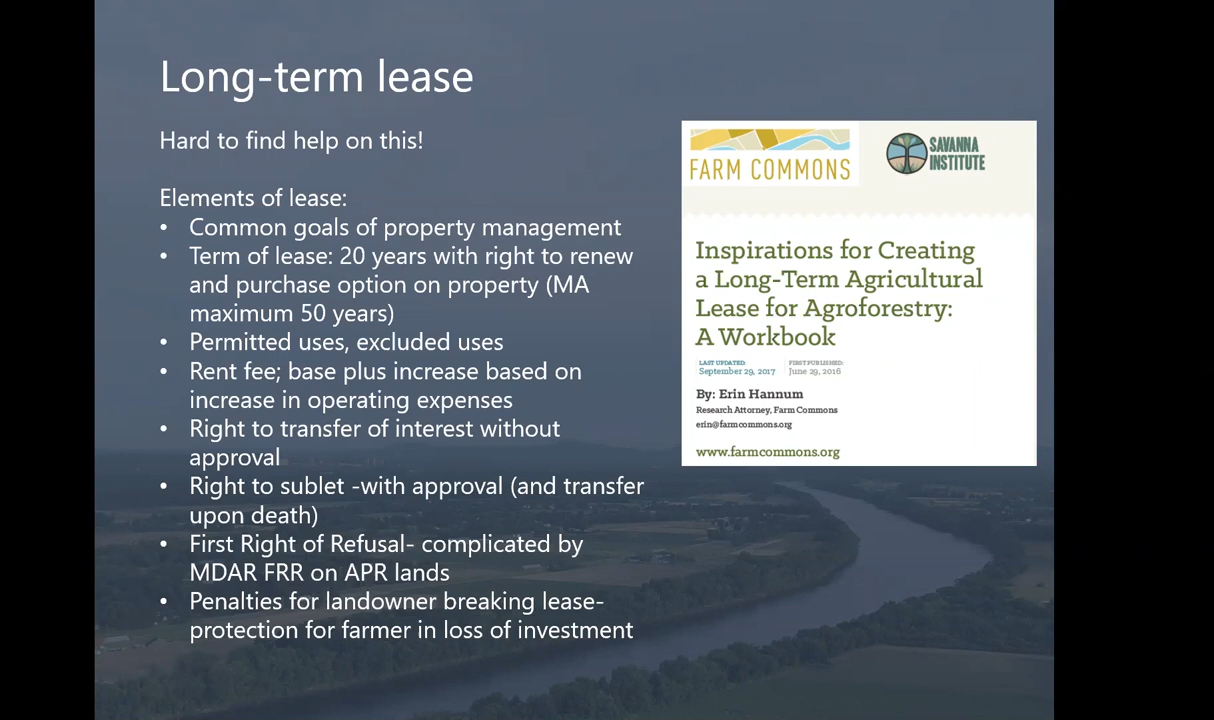 Long-term lease
Hard to find help on this!
Elements of lease:
• Common goals of property management
• Term of lease: 20 years with right to renew
and purchase option on property (MA
maximum 50 years)
• Permitted uses, excluded uses
• Rent fee; base plus increase based on
increase in operating expenses
• Right to transfer of interest without
approval
• Right to sublet -with approval (and transfer
upon death)
• First Right of Refusal- complicated by
MDAR FRR on APR lands
• Penalties for landowner breaking lease-
protection for farmer in loss of investment
FARM COMMONS
SAVANNA
INSTITUTE
Inspirations for Creating
a Long-Term Agricultural
Lease for Agroforestry:
A Workbook
LAST UPDATED: FIRST PUBLISHED:
September 29, 2017 June 29, 2016
By: Erin Hannum
Research Attorney, Farm Commons
erin@farmcommons.org
www.farmcommons.org